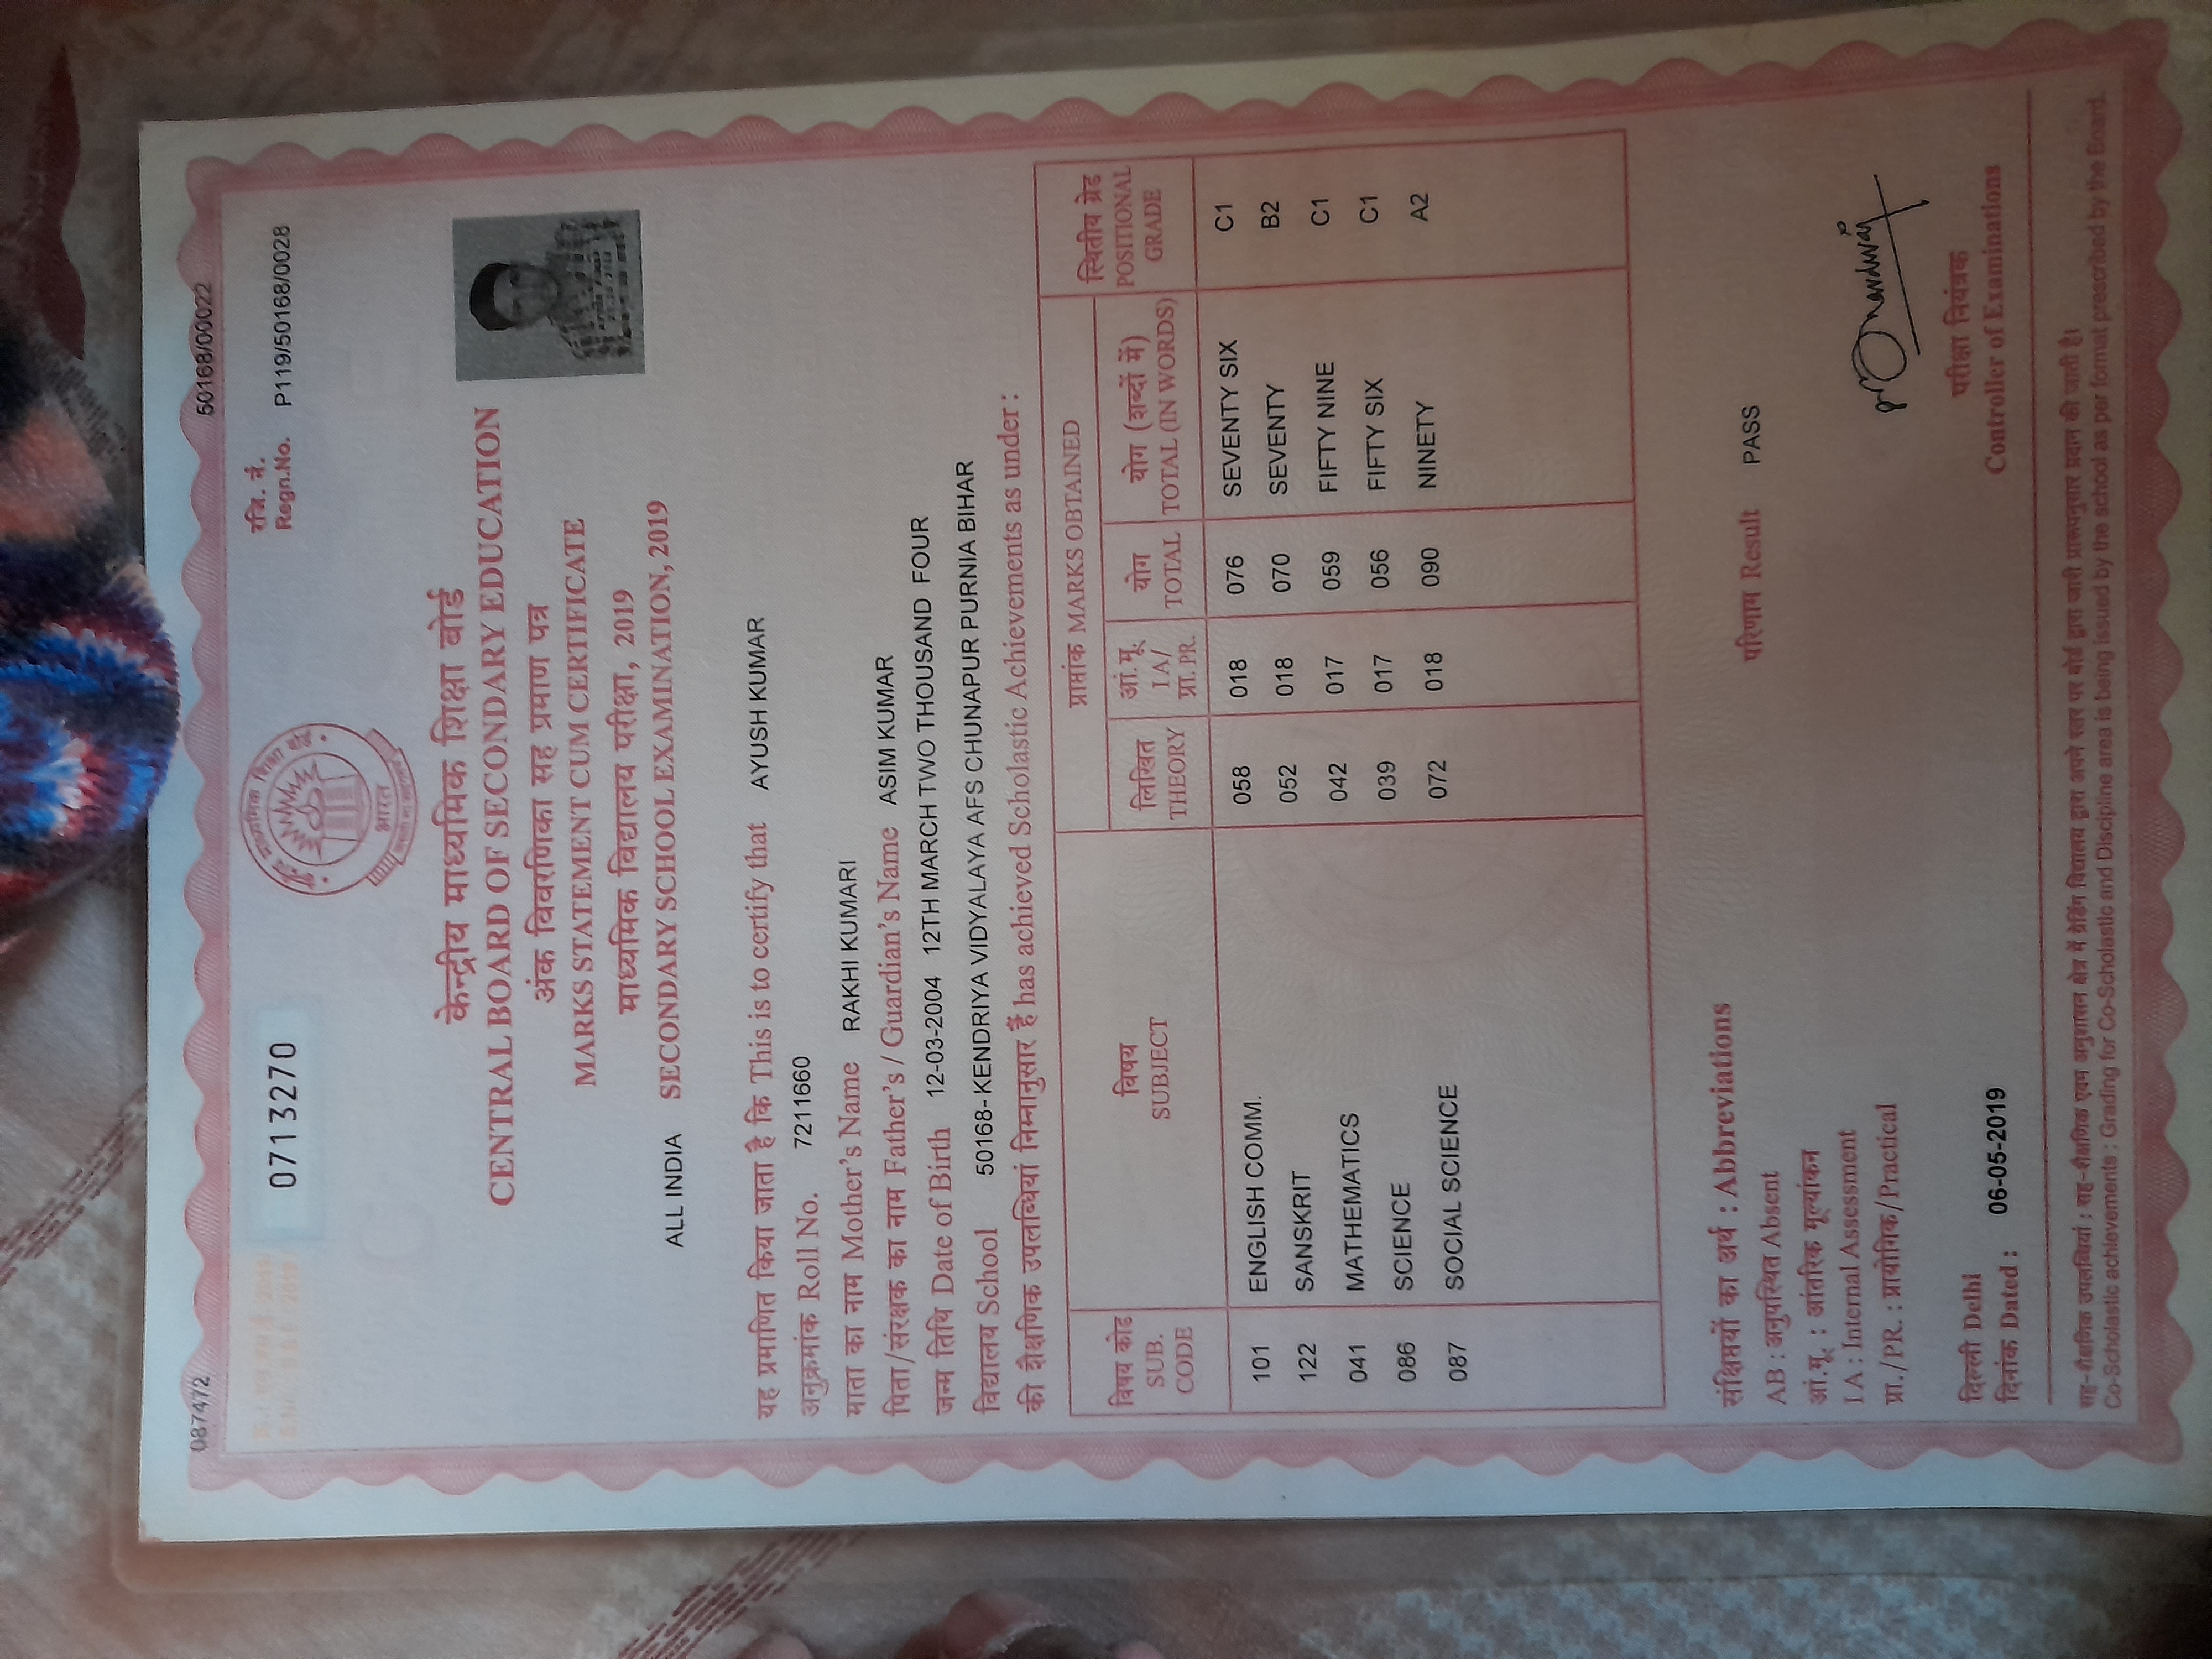 087472
50168/00022
0713270
रजि. नं.
Regn.No. P119/50168/0028
केन्द्रीय माध्यमिक शिक्षा बोर्ड
भारत
केन्द्रीय माध्यमिक शिक्षा बोर्ड
CENTRAL BOARD OF SECONDARY EDUCATION
अंक विवरणिका सह प्रमाण पत्र
MARKS STATEMENT CUM CERTIFICATE
माध्यमिक विद्यालय परीक्षा, 2019
ALL INDIA SECONDARY SCHOOL EXAMINATION, 2019
यह प्रमाणित किया जाता है कि This is to certify that AYUSH KUMAR
अनुक्रमांक Roll No. 7211660
माता का नाम Mother's Name RAKHI KUMARI
पिता/संरक्षक का नाम Father's / Guardian's Name ASIM KUMAR
जन्म तिथि Date of Birth 12-03-2004 12TH MARCH TWO THOUSAND FOUR
विद्यालय School 50168- KENDRIYA VIDYALAYA AFS CHUNAPUR PURNIA BIHAR
की शैक्षणिक उपलब्धियां निम्नानुसार हैं has achieved Scholastic Achievements as under :
विषय कोड
SUB.
CODE
विषय
SUBJECT
प्राप्तांक MARKS OBTAINED
लिखित
THEORY
आं.मू.
I A/
प्रा. PR.
योग
TOTAL
योग (शब्दों में)
TOTAL (IN WORDS)
स्थितीय ग्रेड
POSITIONAL
GRADE
101 ENGLISH COMM. 058 018 076 SEVENTY SIX C1
122 SANSKRIT 052 018 070 SEVENTY B2
041 MATHEMATICS 042 017 059 FIFTY NINE C1
086 SCIENCE 039 017 056 FIFTY SIX C1
087 SOCIAL SCIENCE 072 018 090 NINETY A2
संक्षिप्तियों का अर्थ : Abbreviations
AB : अनुपस्थित Absent
आं.मू. : आंतरिक मूल्यांकन
I A : Internal Assessment
प्रा./PR. : प्रायोगिक/Practical
परिणाम Result PASS
दिल्ली Delhi
दिनांक Dated : 06-05-2019
परीक्षा नियंत्रक
Controller of Examinations
सह-शैक्षणिक उपलब्धियां : सह-शैक्षणिक एवम अनुशासन क्षेत्र में ग्रेडिंग विद्यालय द्वारा अपने स्तर पर बोर्ड द्वारा जारी प्रारूपनुसार प्रदान की जाती है।
Co-Scholastic achievements : Grading for Co-Scholastic and Discipline area is being issued by the school as per format prescribed by the Board.